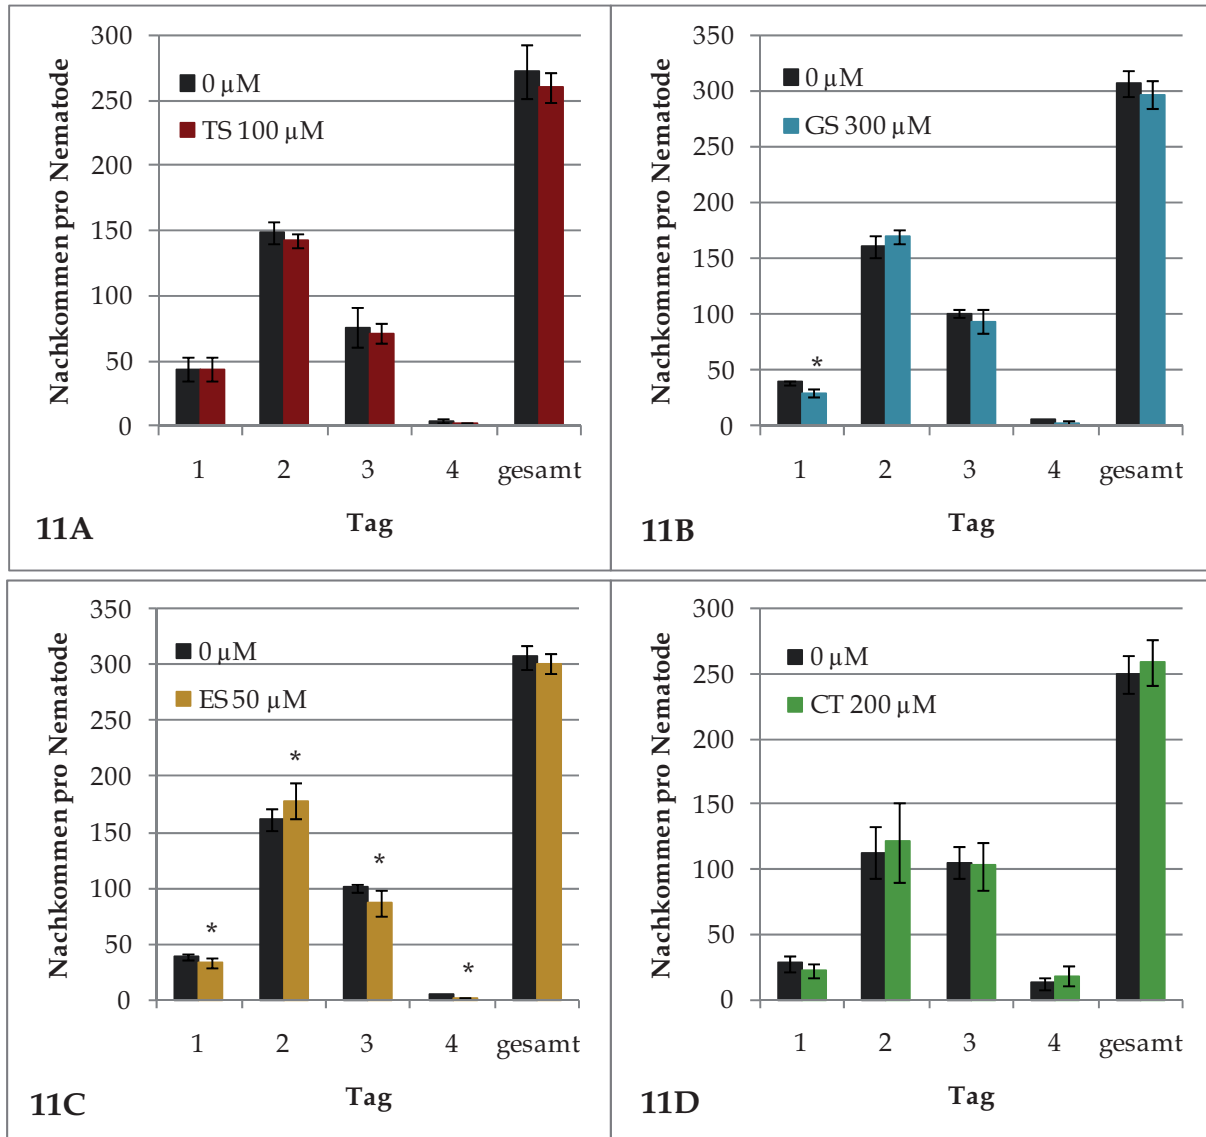 Nachkommen pro Nematode
300
250
200
150
100
50
0
0 µM
TS 100 µM
1 2 3 4 gesamt
Tag
11A
Nachkommen pro Nematode
350
300
250
200
150
100
50
0
0 µM
GS 300 µM
*
1 2 3 4 gesamt
Tag
11B
Nachkommen pro Nematode
350
300
250
200
150
100
50
0
0 µM
ES 50 µM
* * * *
1 2 3 4 gesamt
Tag
11C
Nachkommen pro Nematode
300
250
200
150
100
50
0
0 µM
CT 200 µM
1 2 3 4 gesamt
Tag
11D